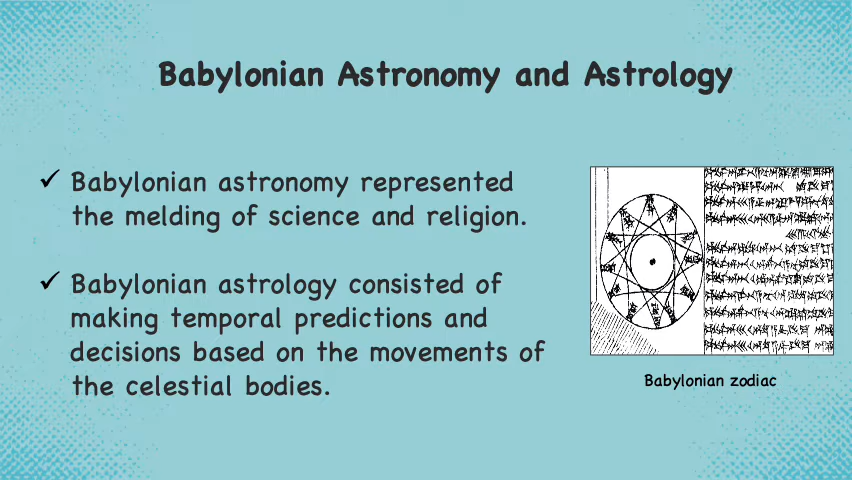 Babylonian Astronomy and Astrology
✓ Babylonian astronomy represented
the melding of science and religion.
✓ Babylonian astrology consisted of
making temporal predictions and
decisions based on the movements of
the celestial bodies.
Babylonian zodiac